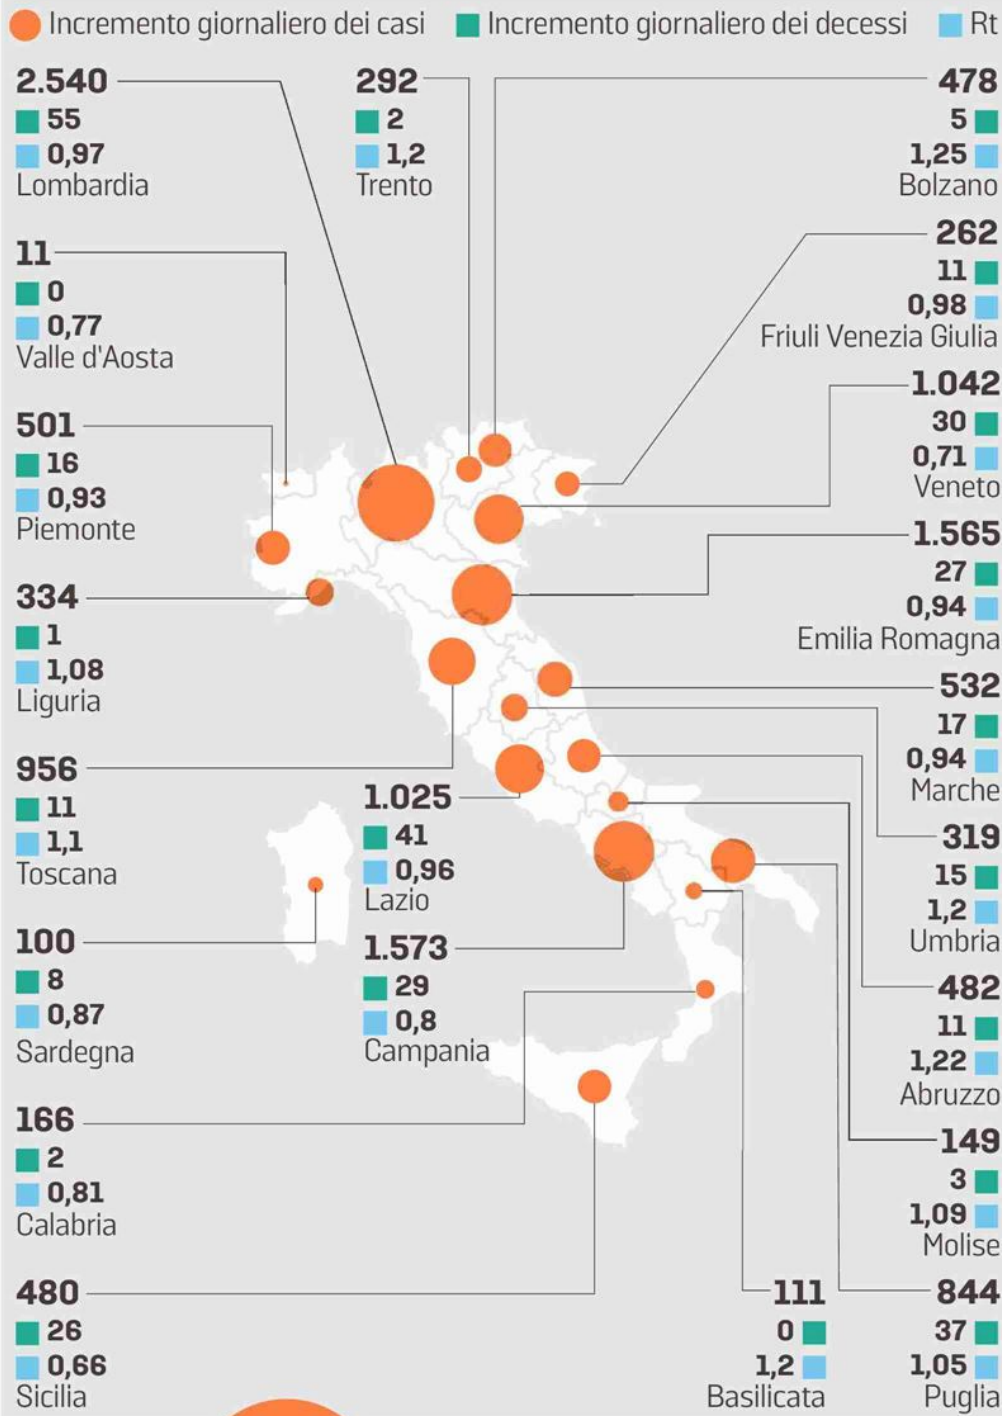 Incremento giornaliero dei casi
Incremento giornaliero dei decessi
Rt
2.540
55
0,97
Lombardia
292
2
1,2
Trento
478
5
1,25
Bolzano
11
0
0,77
Valle d'Aosta
262
11
0,98
Friuli Venezia Giulia
501
16
0,93
Piemonte
1.042
30
0,71
Veneto
334
1
1,08
Liguria
1.565
27
0,94
Emilia Romagna
532
17
0,94
Marche
956
11
1,1
Toscana
1.025
41
0,96
Lazio
319
15
1,2
Umbria
100
8
0,87
Sardegna
1.573
29
0,8
Campania
482
11
1,22
Abruzzo
166
2
0,81
Calabria
149
3
1,09
Molise
480
26
0,66
Sicilia
111
0
1,2
Basilicata
844
37
1,05
Puglia